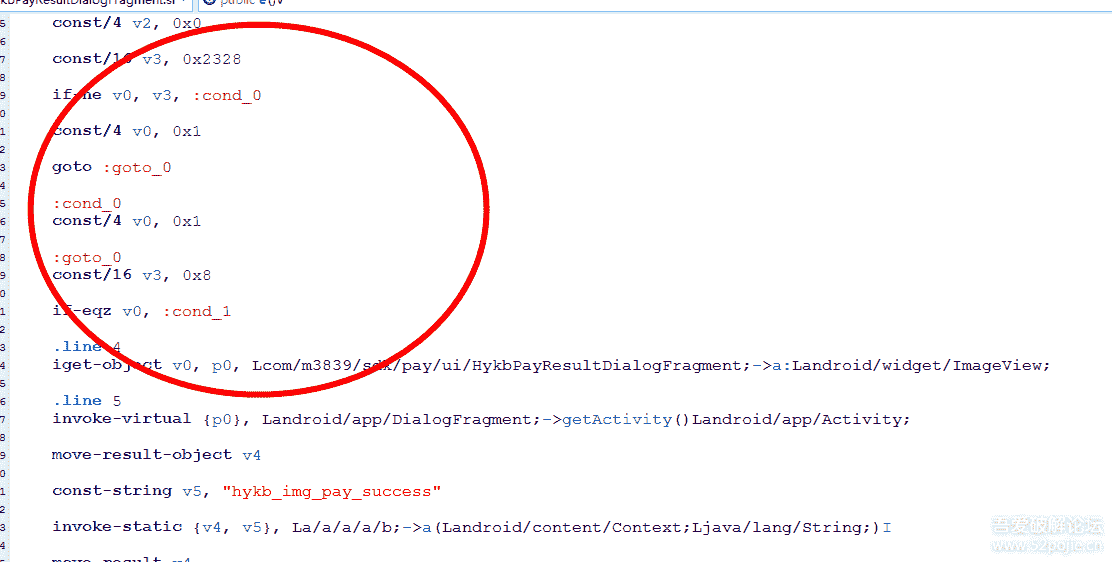 public
const/4 v2, 0x0
const/16 v3, 0x2328
if-ne v0, v3, :cond_0
const/4 v0, 0x1
goto :goto_0
:cond_0
const/4 v0, 0x1
:goto_0
const/16 v3, 0x8
if-eqz v0, :cond_1
.line 4
iget-object v0, p0, Lcom/m3839/sdk/pay/ui/HykbPayResultDialogFragment;->a:Landroid/widget/ImageView;
.line 5
invoke-virtual {p0}, Landroid/app/DialogFragment;->getActivity()Landroid/app/Activity;
move-result-object v4
const-string v5, "hykb_img_pay_success"
invoke-static {v4, v5}, La/a/a/a/b;->a(Landroid/content/Context;Ljava/lang/String;)I
move-result v4
吾爱破解论坛
www.52pojie.cn